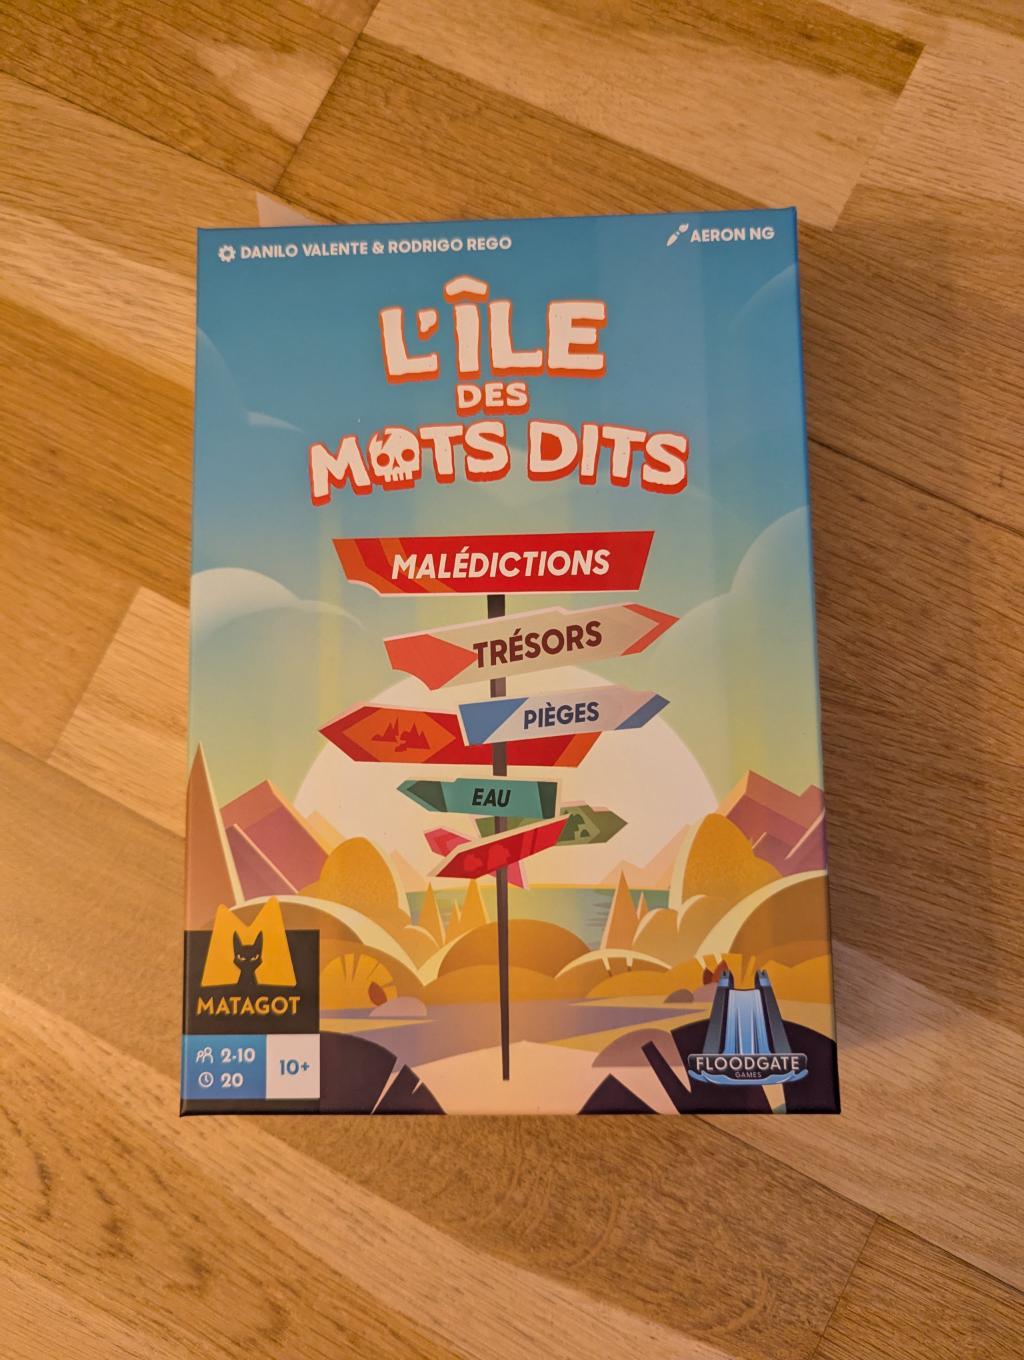 DANILO VALENTE & RODRIGO REGO
AERON NG
L'ÎLE
DES
MOTS DITS
MALÉDICTIONS
TRÉSORS
PIÈGES
EAU
MATAGOT
2-10
20
10+
FLOODGATE
GAMES